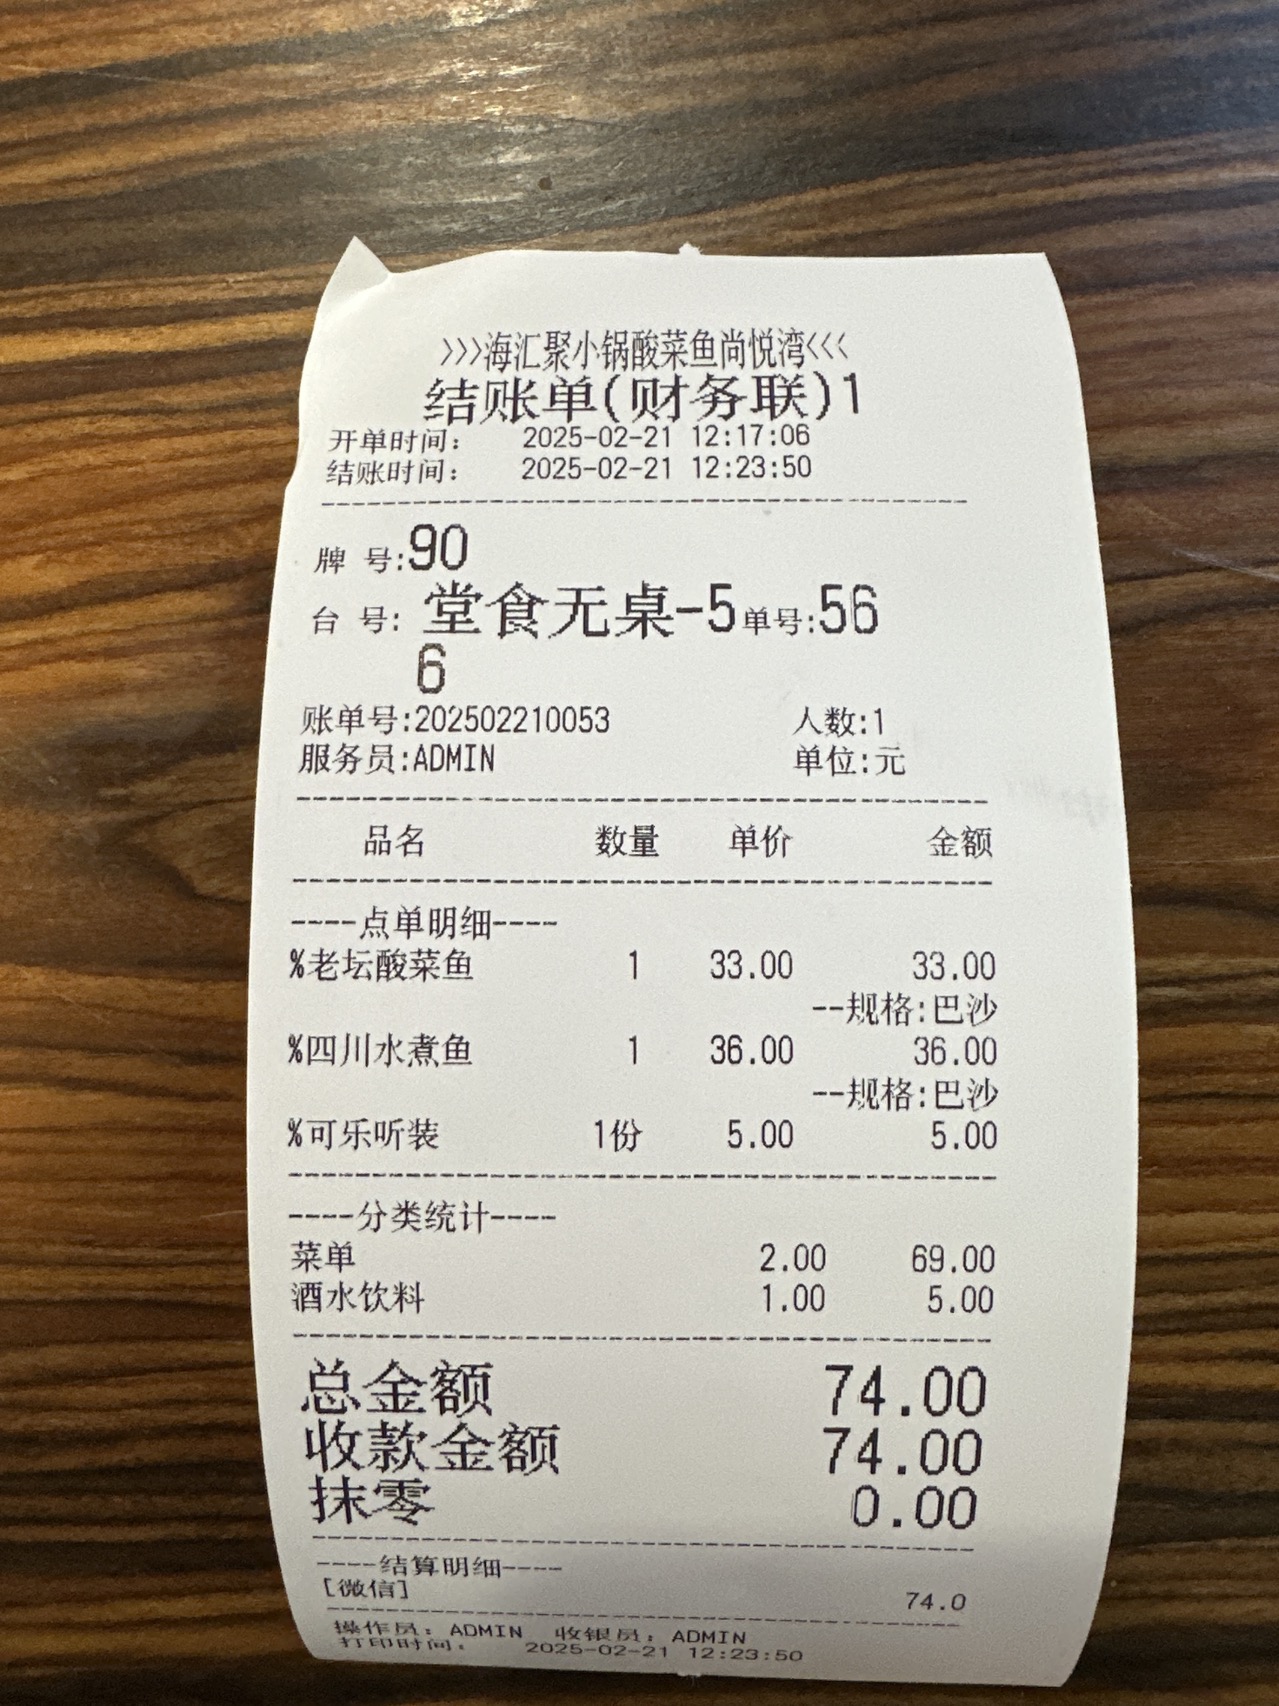 >>>海汇聚小锅酸菜鱼尚悦湾<<<
结账单(财务联)1
开单时间: 2025-02-21 12:17:06
结账时间: 2025-02-21 12:23:50
牌 号:90
台 号: 堂食无桌-5 单号:56
6
账单号:202502210053 人数:1
服务员:ADMIN 单位:元
品名 数量 单价 金额
----点单明细----
%老坛酸菜鱼 1 33.00 33.00
--规格:巴沙
%四川水煮鱼 1 36.00 36.00
--规格:巴沙
%可乐听装 1份 5.00 5.00
----分类统计----
菜单 2.00 69.00
酒水饮料 1.00 5.00
总金额 74.00
收款金额 74.00
抹零 0.00
----结算明细----
[微信] 74.0
操作员: ADMIN 收银员: ADMIN
打印时间: 2025-02-21 12:23:50